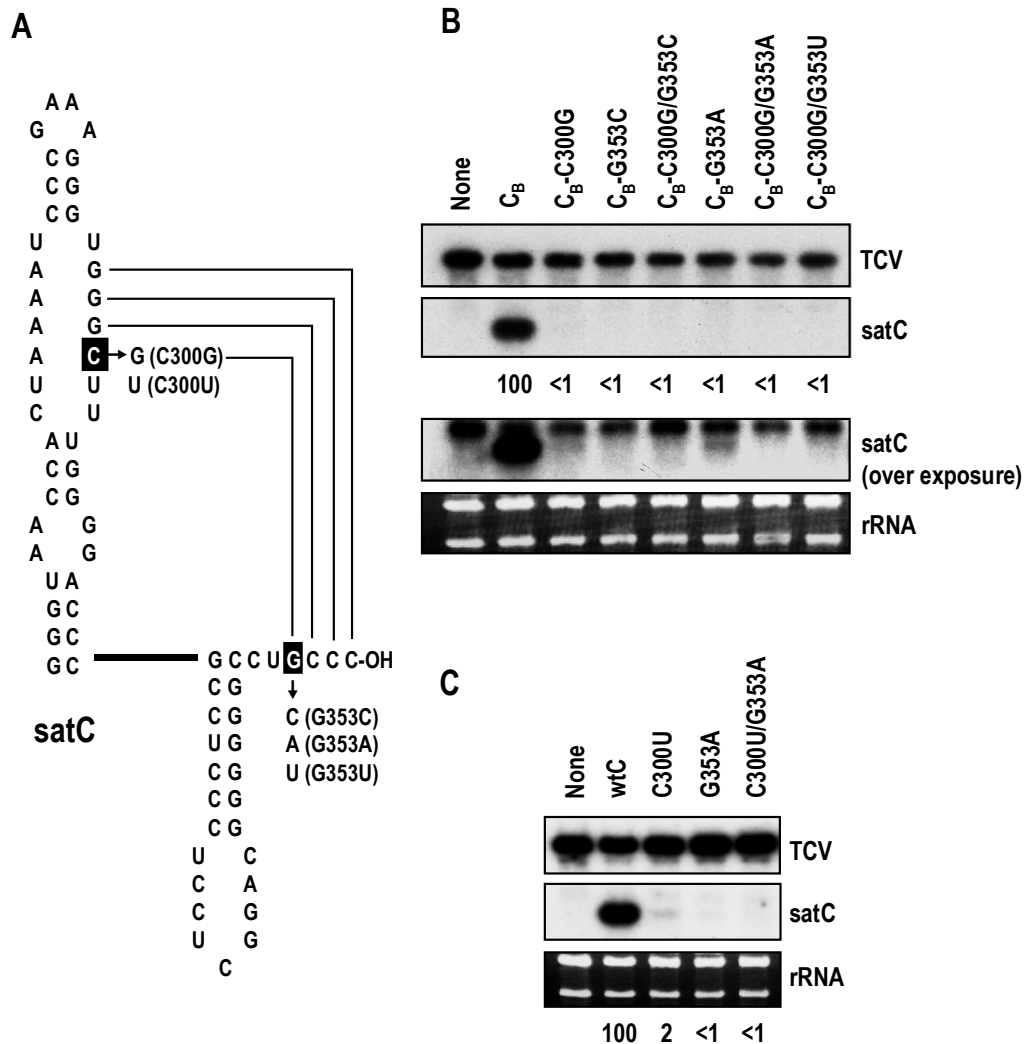 A
A A
G A
C G
C G
C G
U U
A G
A G
A G
A C G (C300G)
U U U (C300U)
C U
A U
C G
C G
A G
A G
U A
G C
G C
G C
G C C U G C C C-OH
C G
C G
U G
C G
C G
C G
U C
C A
C G
U G
C
C (G353C)
A (G353A)
U (G353U)
satC
B
None
CB
CB-C300G
CB-G353C
CB-C300G/G353C
CB-G353A
CB-C300G/G353A
CB-C300G/G353U
TCV
satC
100 <1 <1 <1 <1 <1 <1
satC
(over exposure)
rRNA
C
None
wtC
C300U
G353A
C300U/G353A
TCV
satC
rRNA
100 2 <1 <1